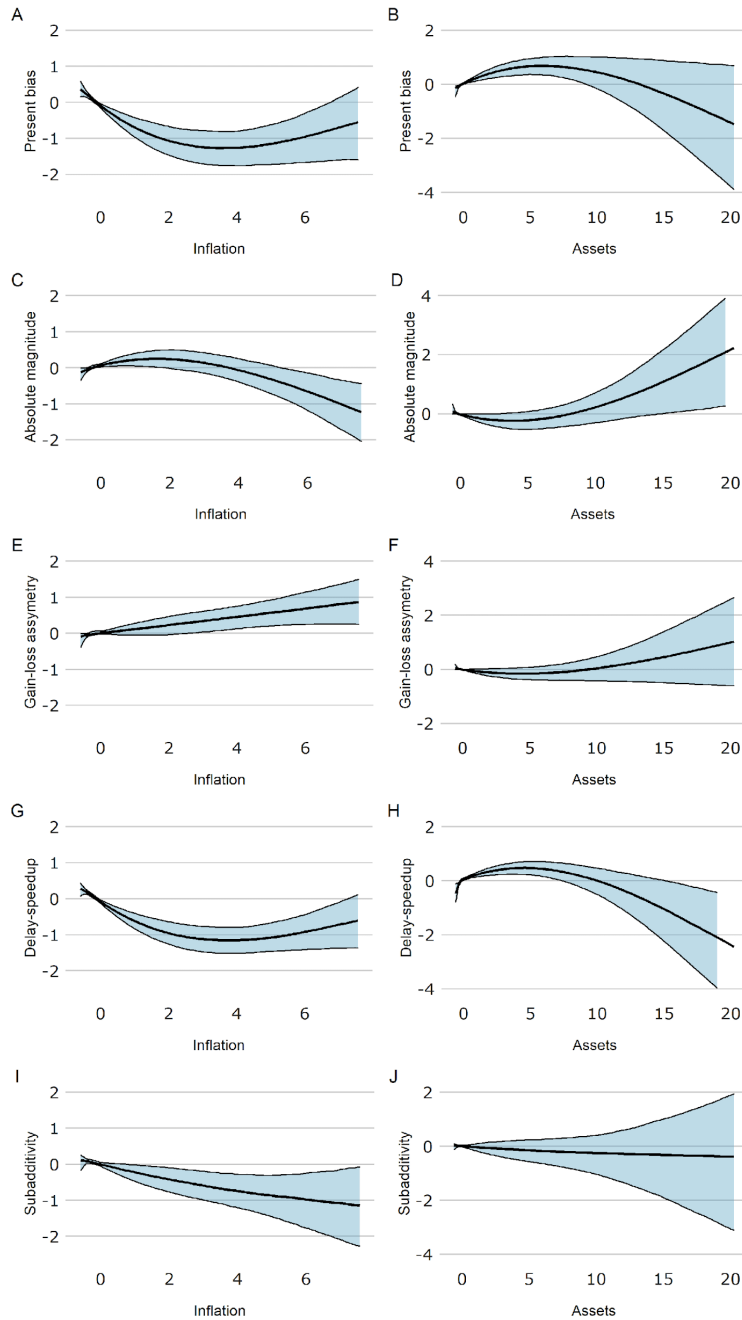 A
2
1
0
-1
-2
Present bias
0 2 4 6
Inflation
B
2
0
-2
-4
Present bias
0 5 10 15 20
Assets
C
2
1
0
-1
-2
Absolute magnitude
0 2 4 6
Inflation
D
4
2
0
Absolute magnitude
0 5 10 15 20
Assets
E
2
1
0
-1
-2
Gain-loss assymetry
0 2 4 6
Inflation
F
4
2
0
-2
Gain-loss assymetry
0 5 10 15 20
Assets
G
2
1
0
-1
-2
Delay-speedup
0 2 4 6
Inflation
H
2
0
-2
-4
Delay-speedup
0 5 10 15 20
Assets
I
2
1
0
-1
-2
Subadditivity
0 2 4 6
Inflation
J
2
0
-2
-4
Subadditivity
0 5 10 15 20
Assets